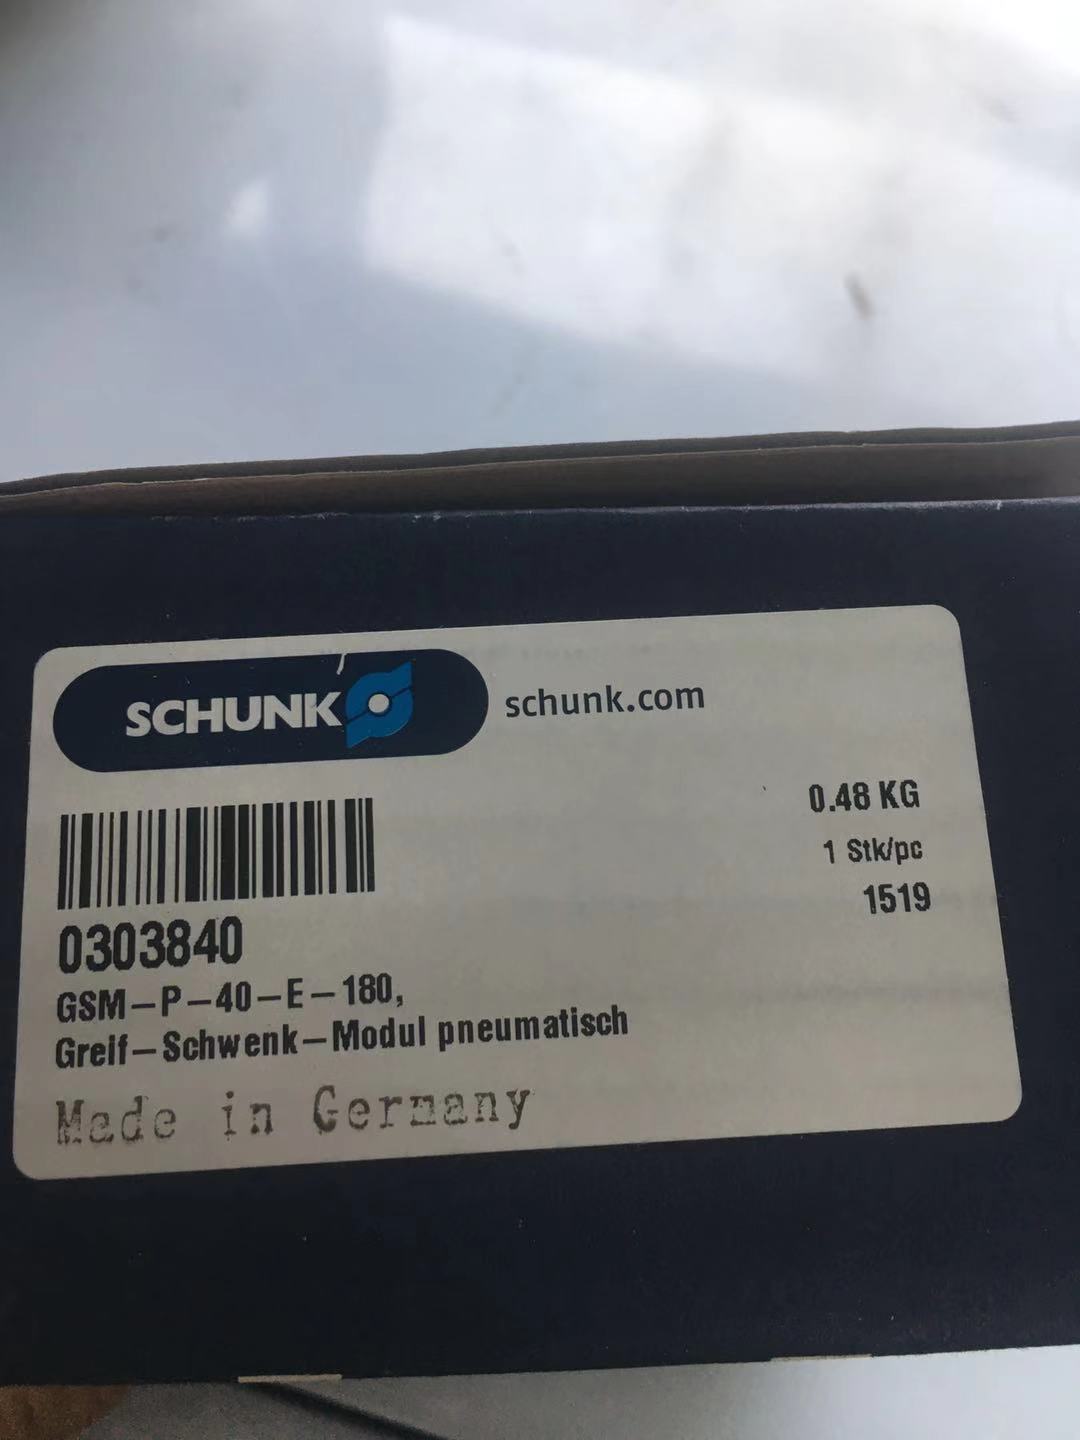 SCHUNK schunk.com
0.48 KG
1 Stk/pc
1519
0303840
GSM-P-40-E-180,
Greif-Schwenk-Modul pneumatisch
Made in Germany